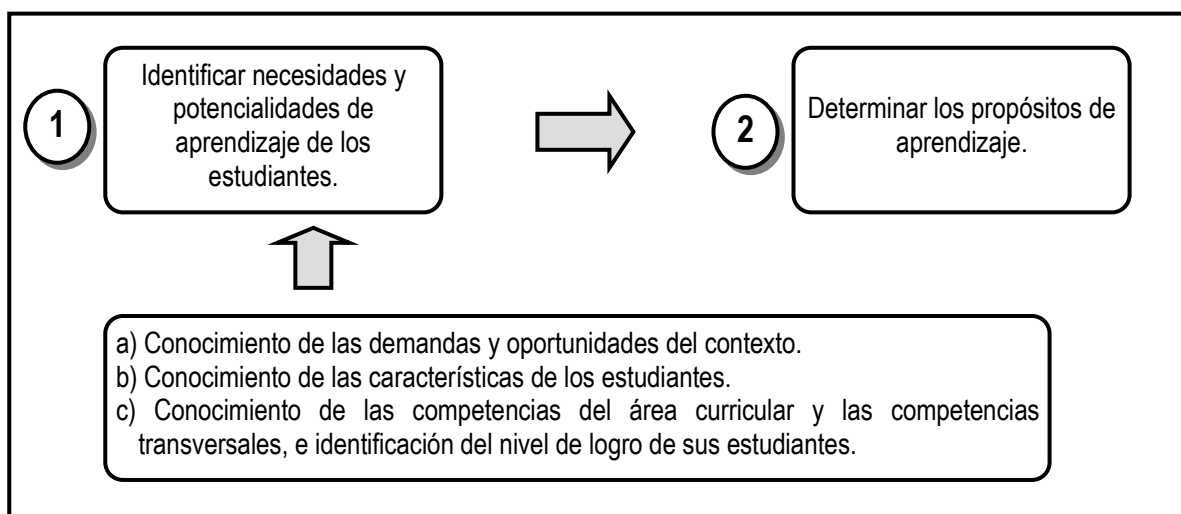 1
Identificar necesidades y
potencialidades de
aprendizaje de los
estudiantes.
2
Determinar los propósitos de
aprendizaje.
a) Conocimiento de las demandas y oportunidades del contexto.
b) Conocimiento de las características de los estudiantes.
c) Conocimiento de las competencias del área curricular y las competencias
transversales, e identificación del nivel de logro de sus estudiantes.